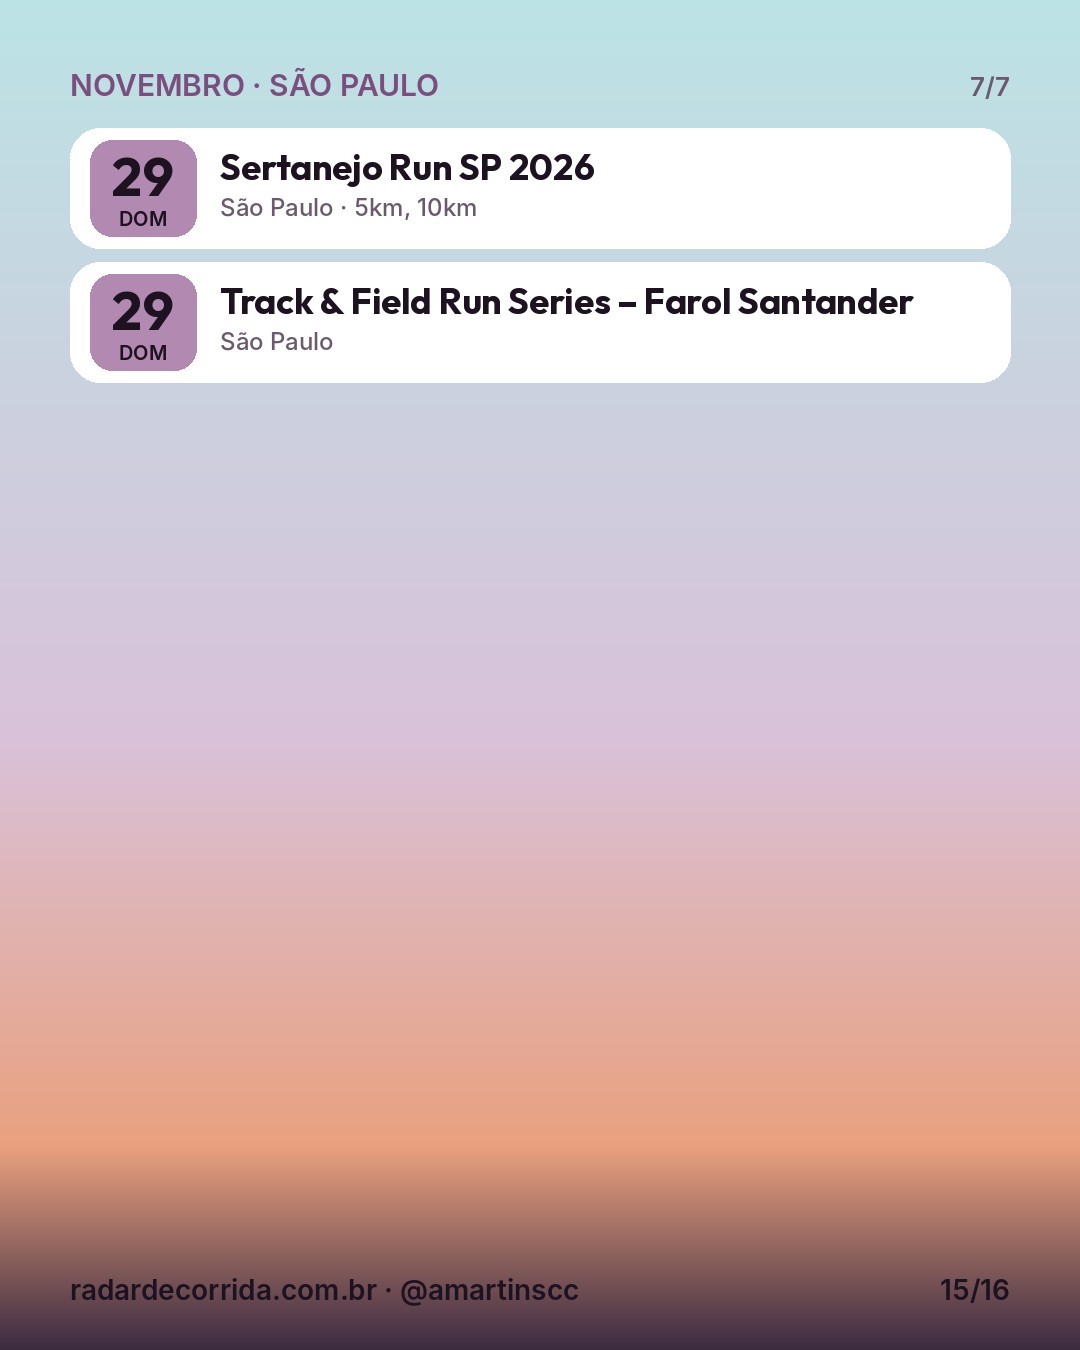 NOVEMBRO · SÃO PAULO
7/7
29
DOM
Sertanejo Run SP 2026
São Paulo · 5km, 10km
29
DOM
Track & Field Run Series – Farol Santander
São Paulo
radardecorrida.com.br · @amartinscc
15/16